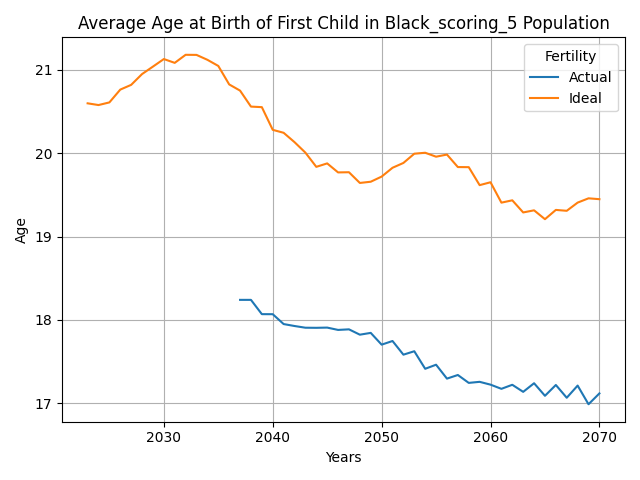 Average Age at Birth of First Child in Black_scoring_5 Population
Fertility
Actual
Ideal
21
20
19
18
17
Age
2030 2040 2050 2060 2070
Years